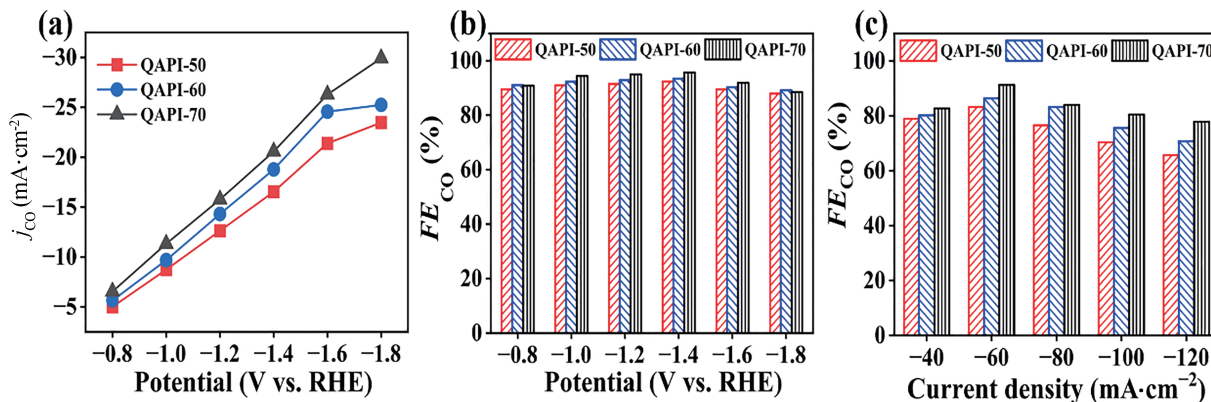 (a)
−30
−25
−20
−15
−10
−5
jCO (mA·cm−2)
QAPI-50
QAPI-60
QAPI-70
−0.8 −1.0 −1.2 −1.4 −1.6 −1.8
Potential (V vs. RHE)
(b)
100
80
60
40
20
0
FECO (%)
QAPI-50 QAPI-60 QAPI-70
−0.8 −1.0 −1.2 −1.4 −1.6 −1.8
Potential (V vs. RHE)
(c)
100
80
60
40
20
0
FECO (%)
QAPI-50 QAPI-60 QAPI-70
−40 −60 −80 −100 −120
Current density (mA·cm−2)